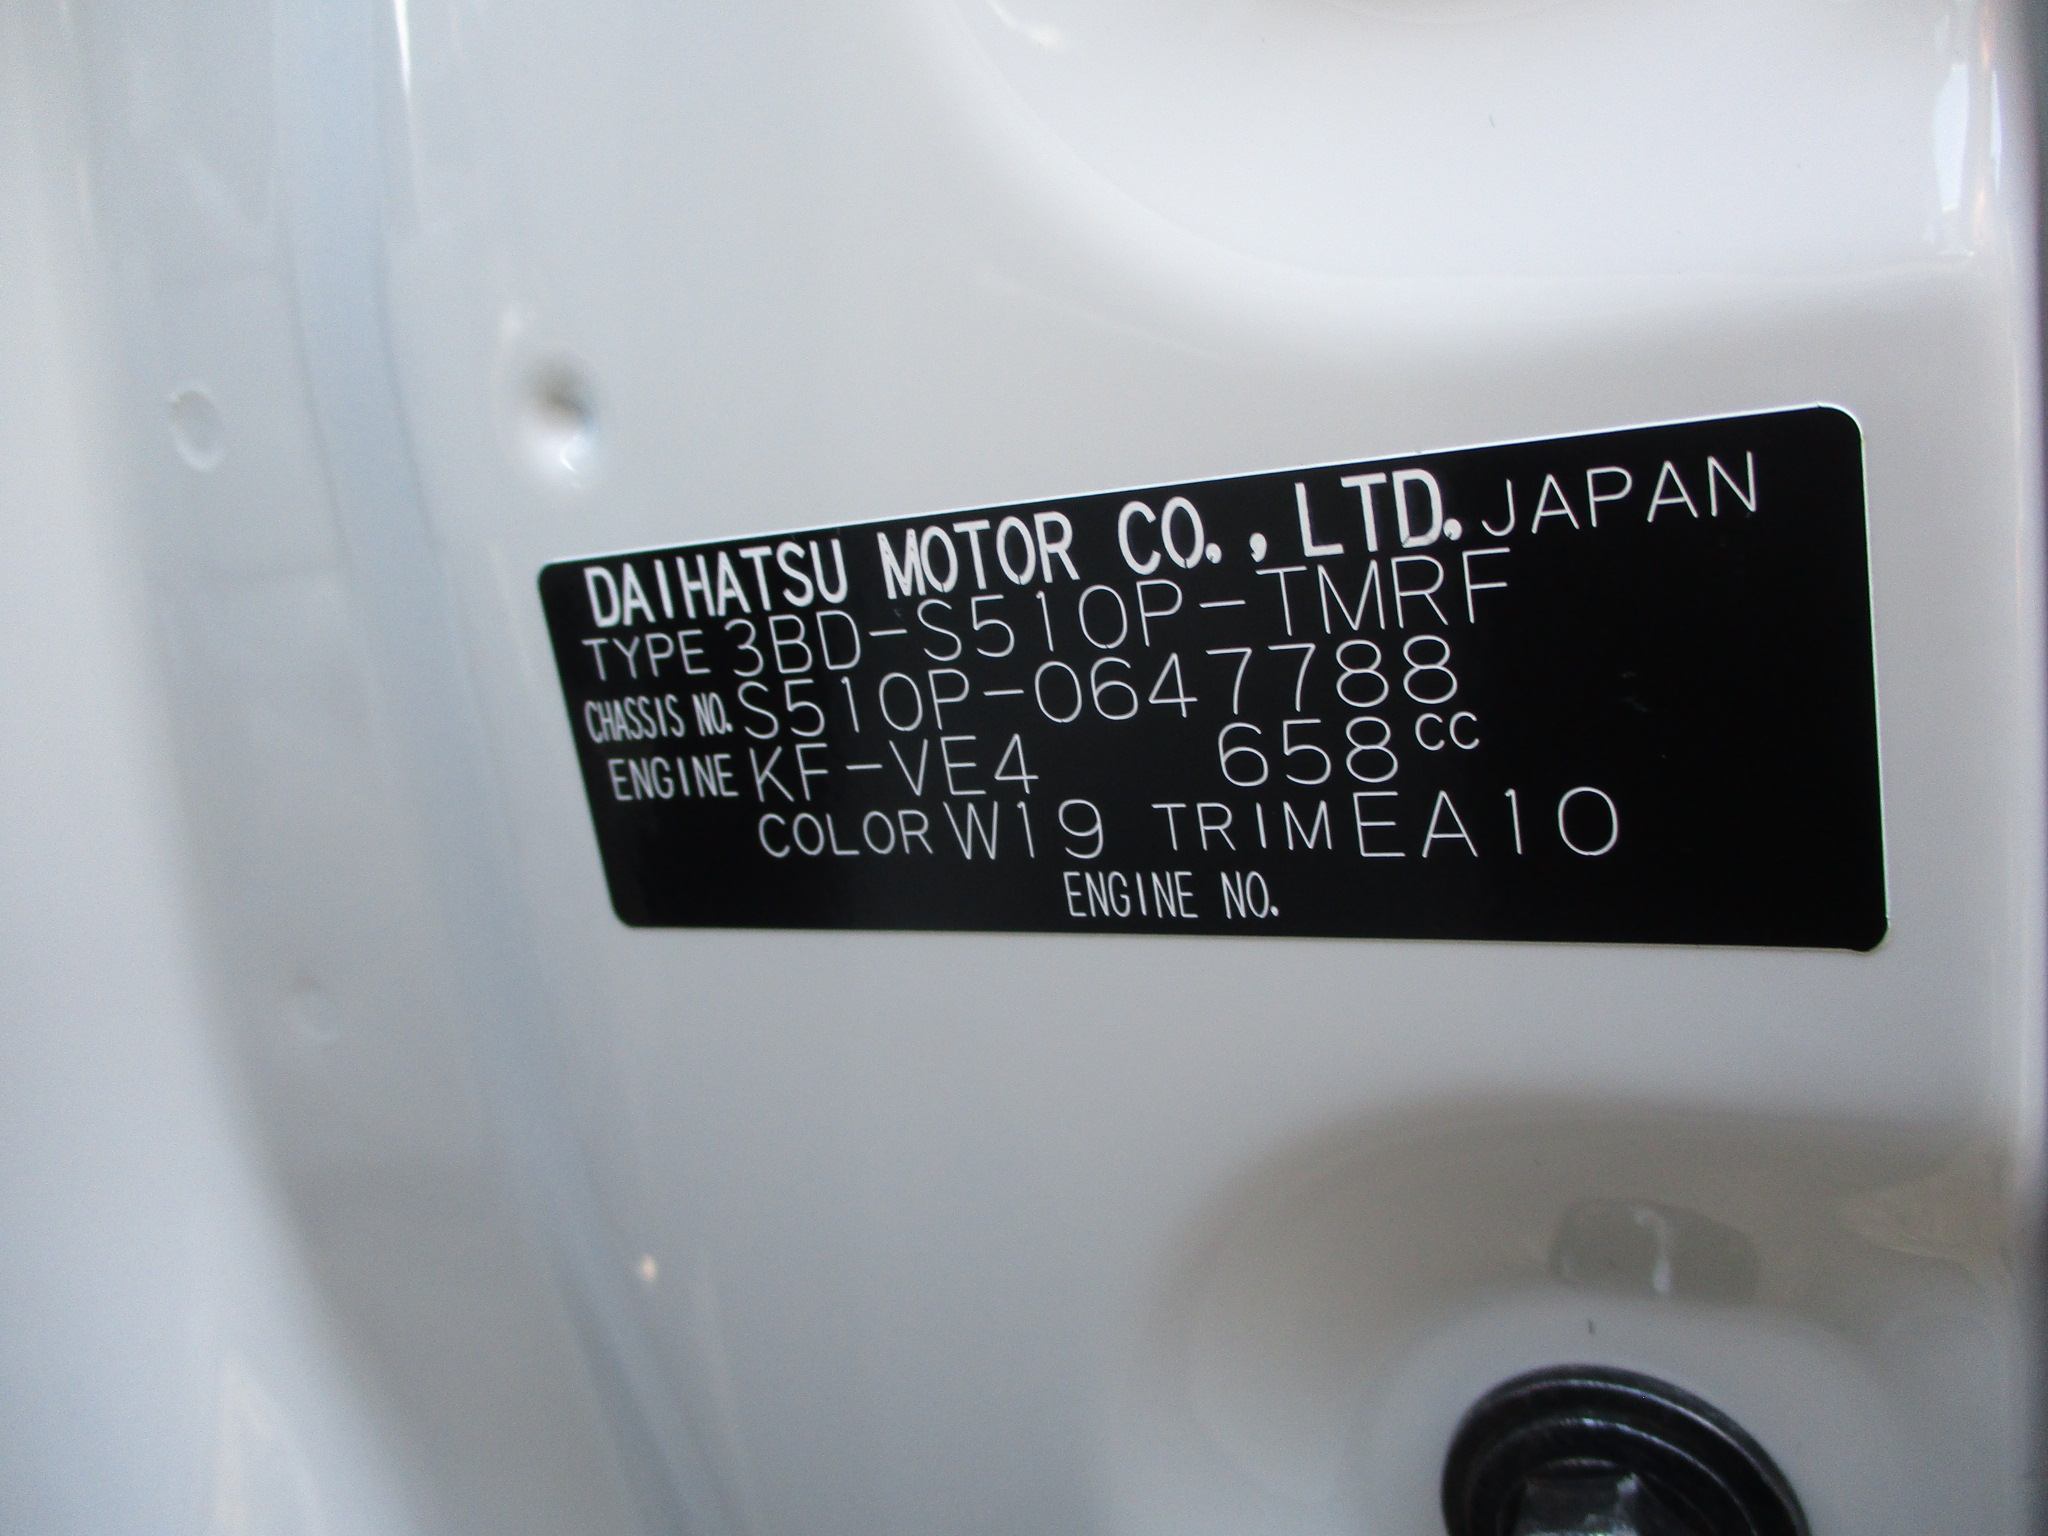 DAIHATSU MOTOR CO., LTD. JAPAN
TYPE 3BD-S510P-TMRF
CHASSIS NO. S510P-0647788
ENGINE KF-VE4 658cc
COLOR W19 TRIM EA10
ENGINE NO.